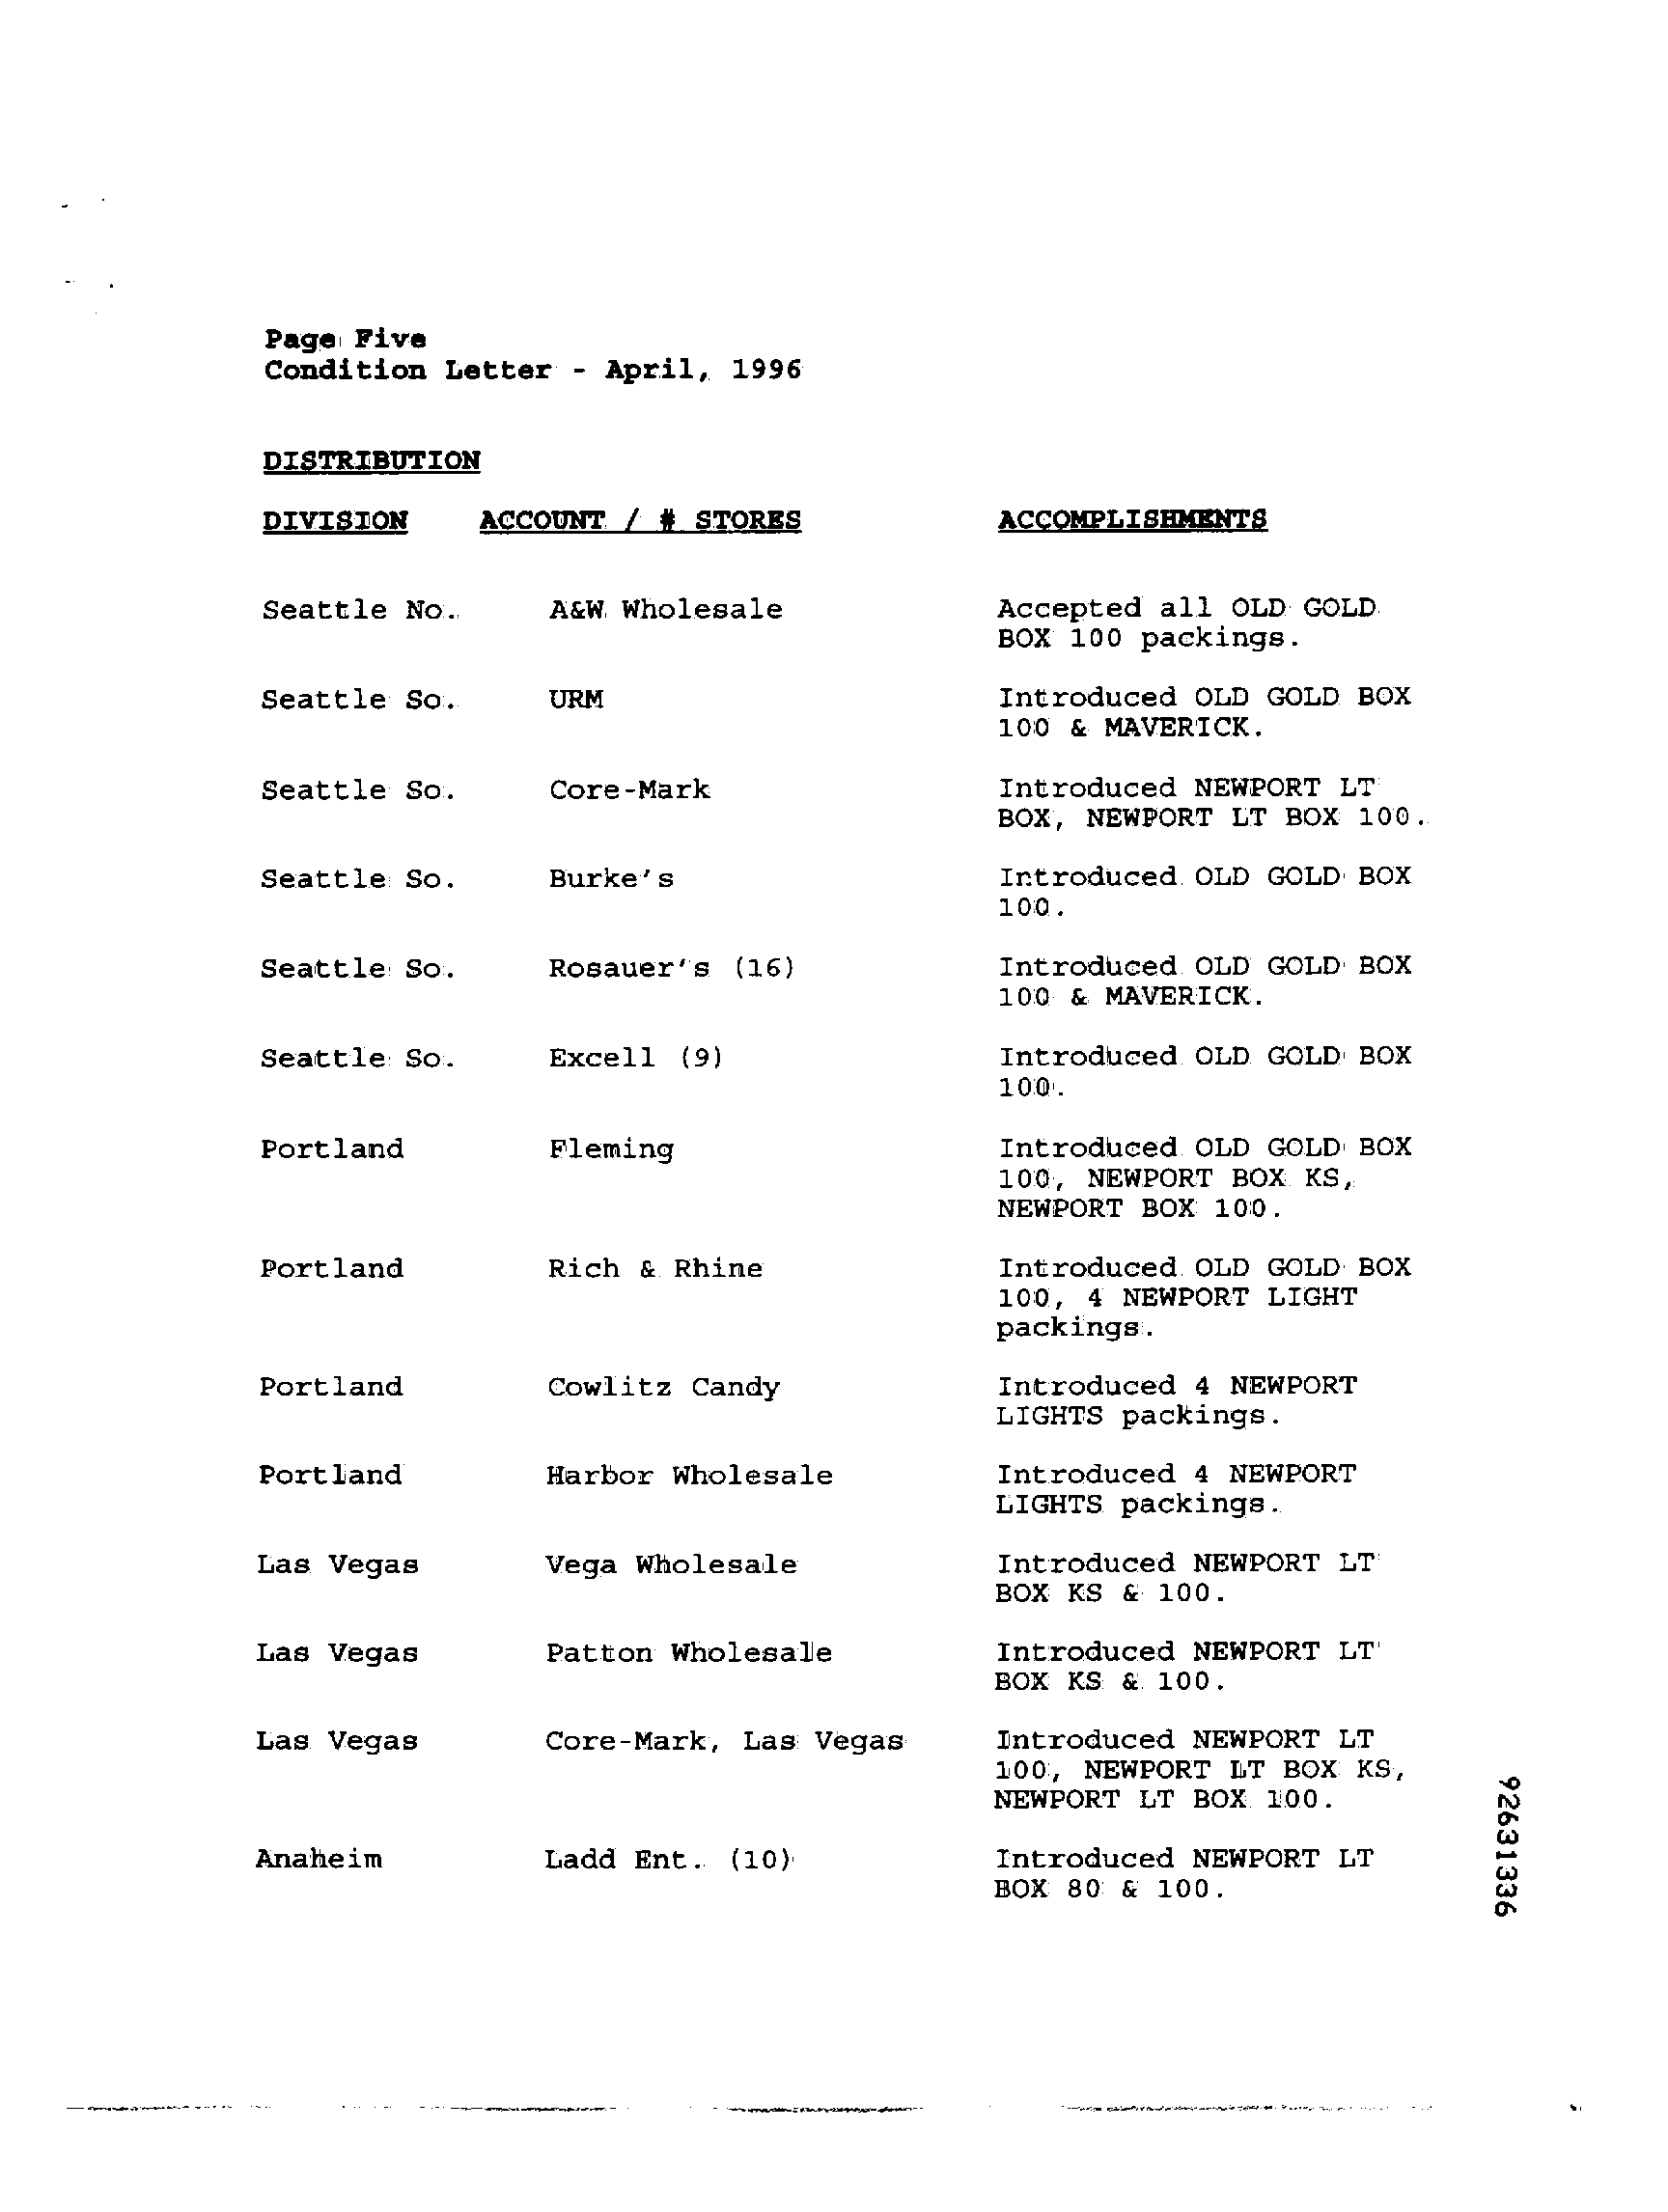 Page Five
Condition Letter - April, 1996
DISTRIBUTION
DIVISION ACCOUNT / # STORES ACCOMPLISHMENTS
Seattle No. A&W Wholesale Accepted all OLD GOLD
BOX 100 packings.
Seattle So. URM Introduced OLD GOLD BOX
100 & MAVERICK.
Seattle So. Core-Mark Introduced NEWPORT LT
BOX, NEWPORT LT BOX 100.
Seattle So. Burke's Introduced OLD GOLD BOX
100.
Seattle So. Rosauer's (16) Introduced OLD GOLD BOX
100 & MAVERICK.
Seattle So. Excell (9) Introduced OLD GOLD BOX
100.
Portland Fleming Introduced OLD GOLD BOX
100, NEWPORT BOX KS,
NEWPORT BOX 100.
Portland Rich & Rhine Introduced OLD GOLD BOX
100, 4 NEWPORT LIGHT
packings.
Portland Cowlitz Candy Introduced 4 NEWPORT
LIGHTS packings.
Portland Harbor Wholesale Introduced 4 NEWPORT
LIGHTS packings.
Las Vegas Vega Wholesale Introduced NEWPORT LT
BOX KS & 100.
Las Vegas Patton Wholesale Introduced NEWPORT LT
BOX KS & 100.
Las Vegas Core-Mark, Las Vegas Introduced NEWPORT LT
100, NEWPORT LT BOX KS,
NEWPORT LT BOX 100.
Anaheim Ladd Ent. (10) Introduced NEWPORT LT
BOX 80 & 100.
92631336